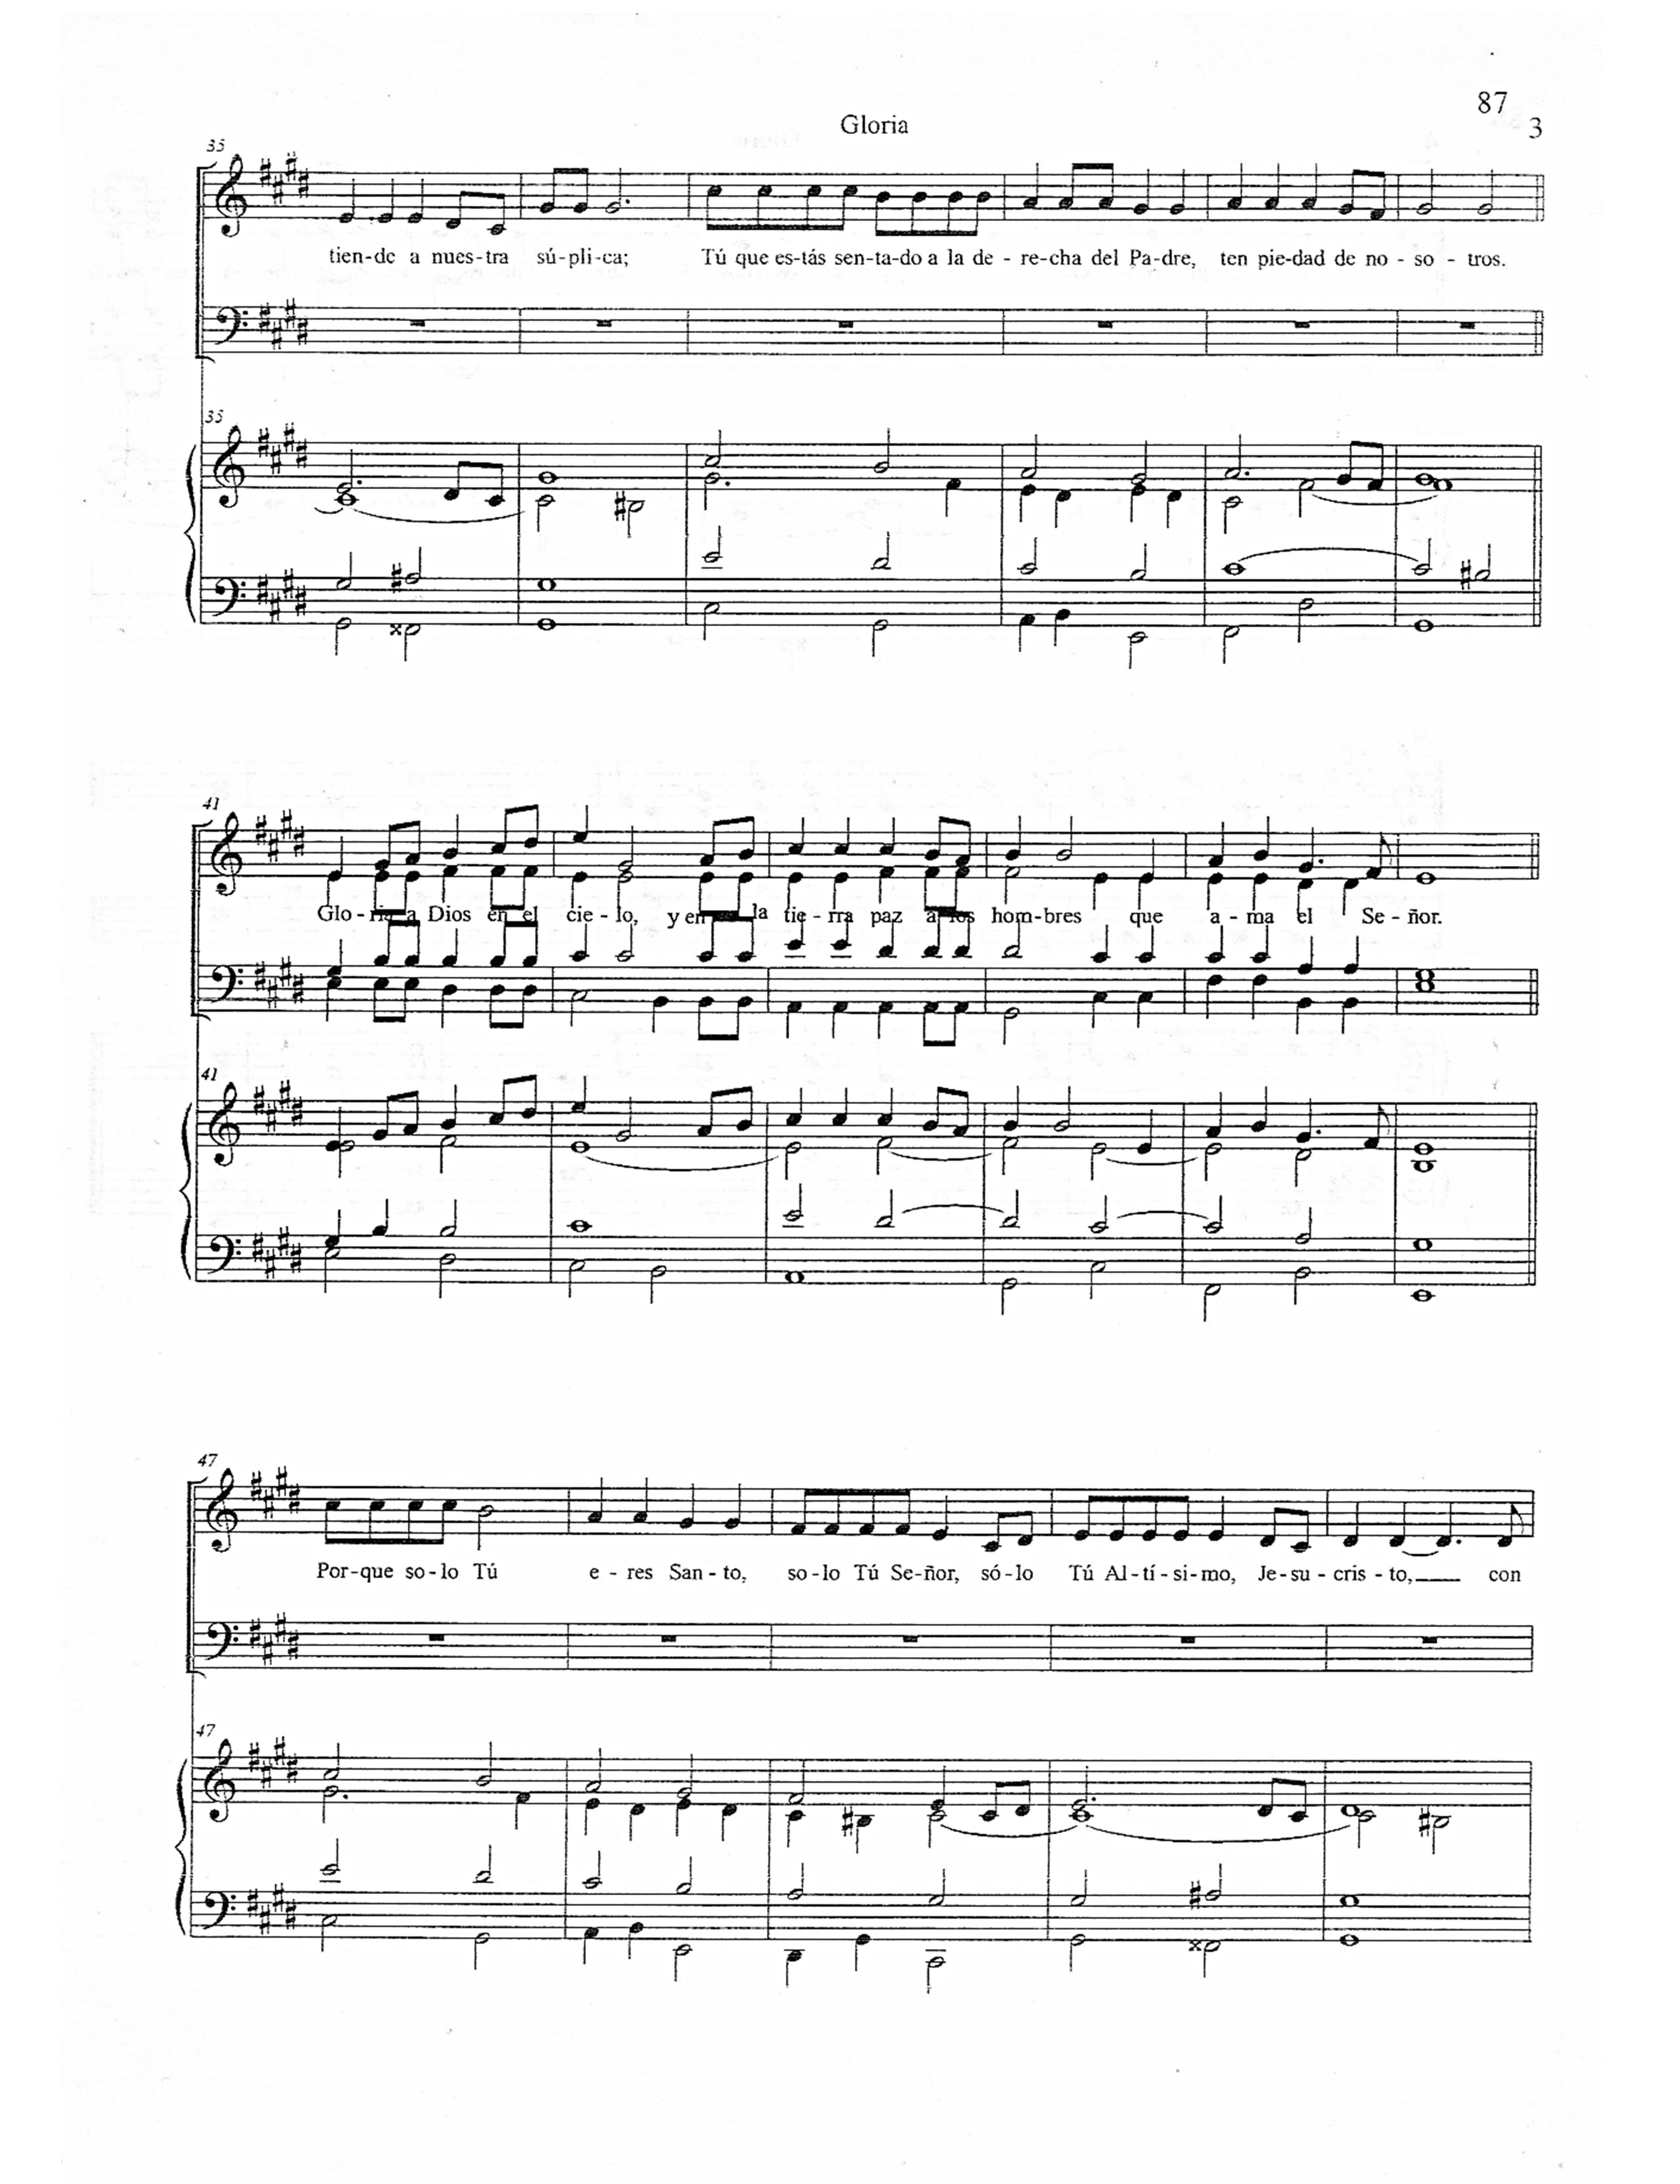 87
Gloria
3
35
tien-de a nues-tra sú-pli-ca; Tú que es-tás sen-ta-do a la de - re-cha del Pa-dre, ten pie-dad de no - so - tros.
35
41
Glo - ria a Dios en el cie - lo, y en la tie - rra paz a los hom-bres que a - ma el Se - ñor.
41
47
Por-que so-lo Tú e - res San - to, so-lo Tú Se-ñor, só-lo Tú Al-tí-si-mo, Je-su-cris-to, con
47